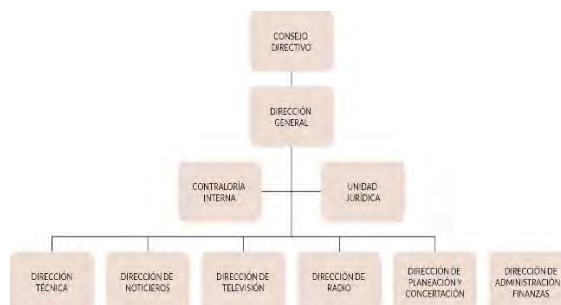 CONSEJO
DIRECTIVO
DIRECCIÓN
GENERAL
CONTRALORÍA
INTERNA
UNIDAD
JURÍDICA
DIRECCIÓN
TÉCNICA
DIRECCIÓN
DE NOTICIEROS
DIRECCIÓN DE
TELEVISIÓN
DIRECCIÓN DE
RADIO
DIRECCIÓN DE
PLANEACIÓN Y
CONCERTACIÓN
DIRECCIÓN DE
ADMINISTRACIÓN
FINANZAS